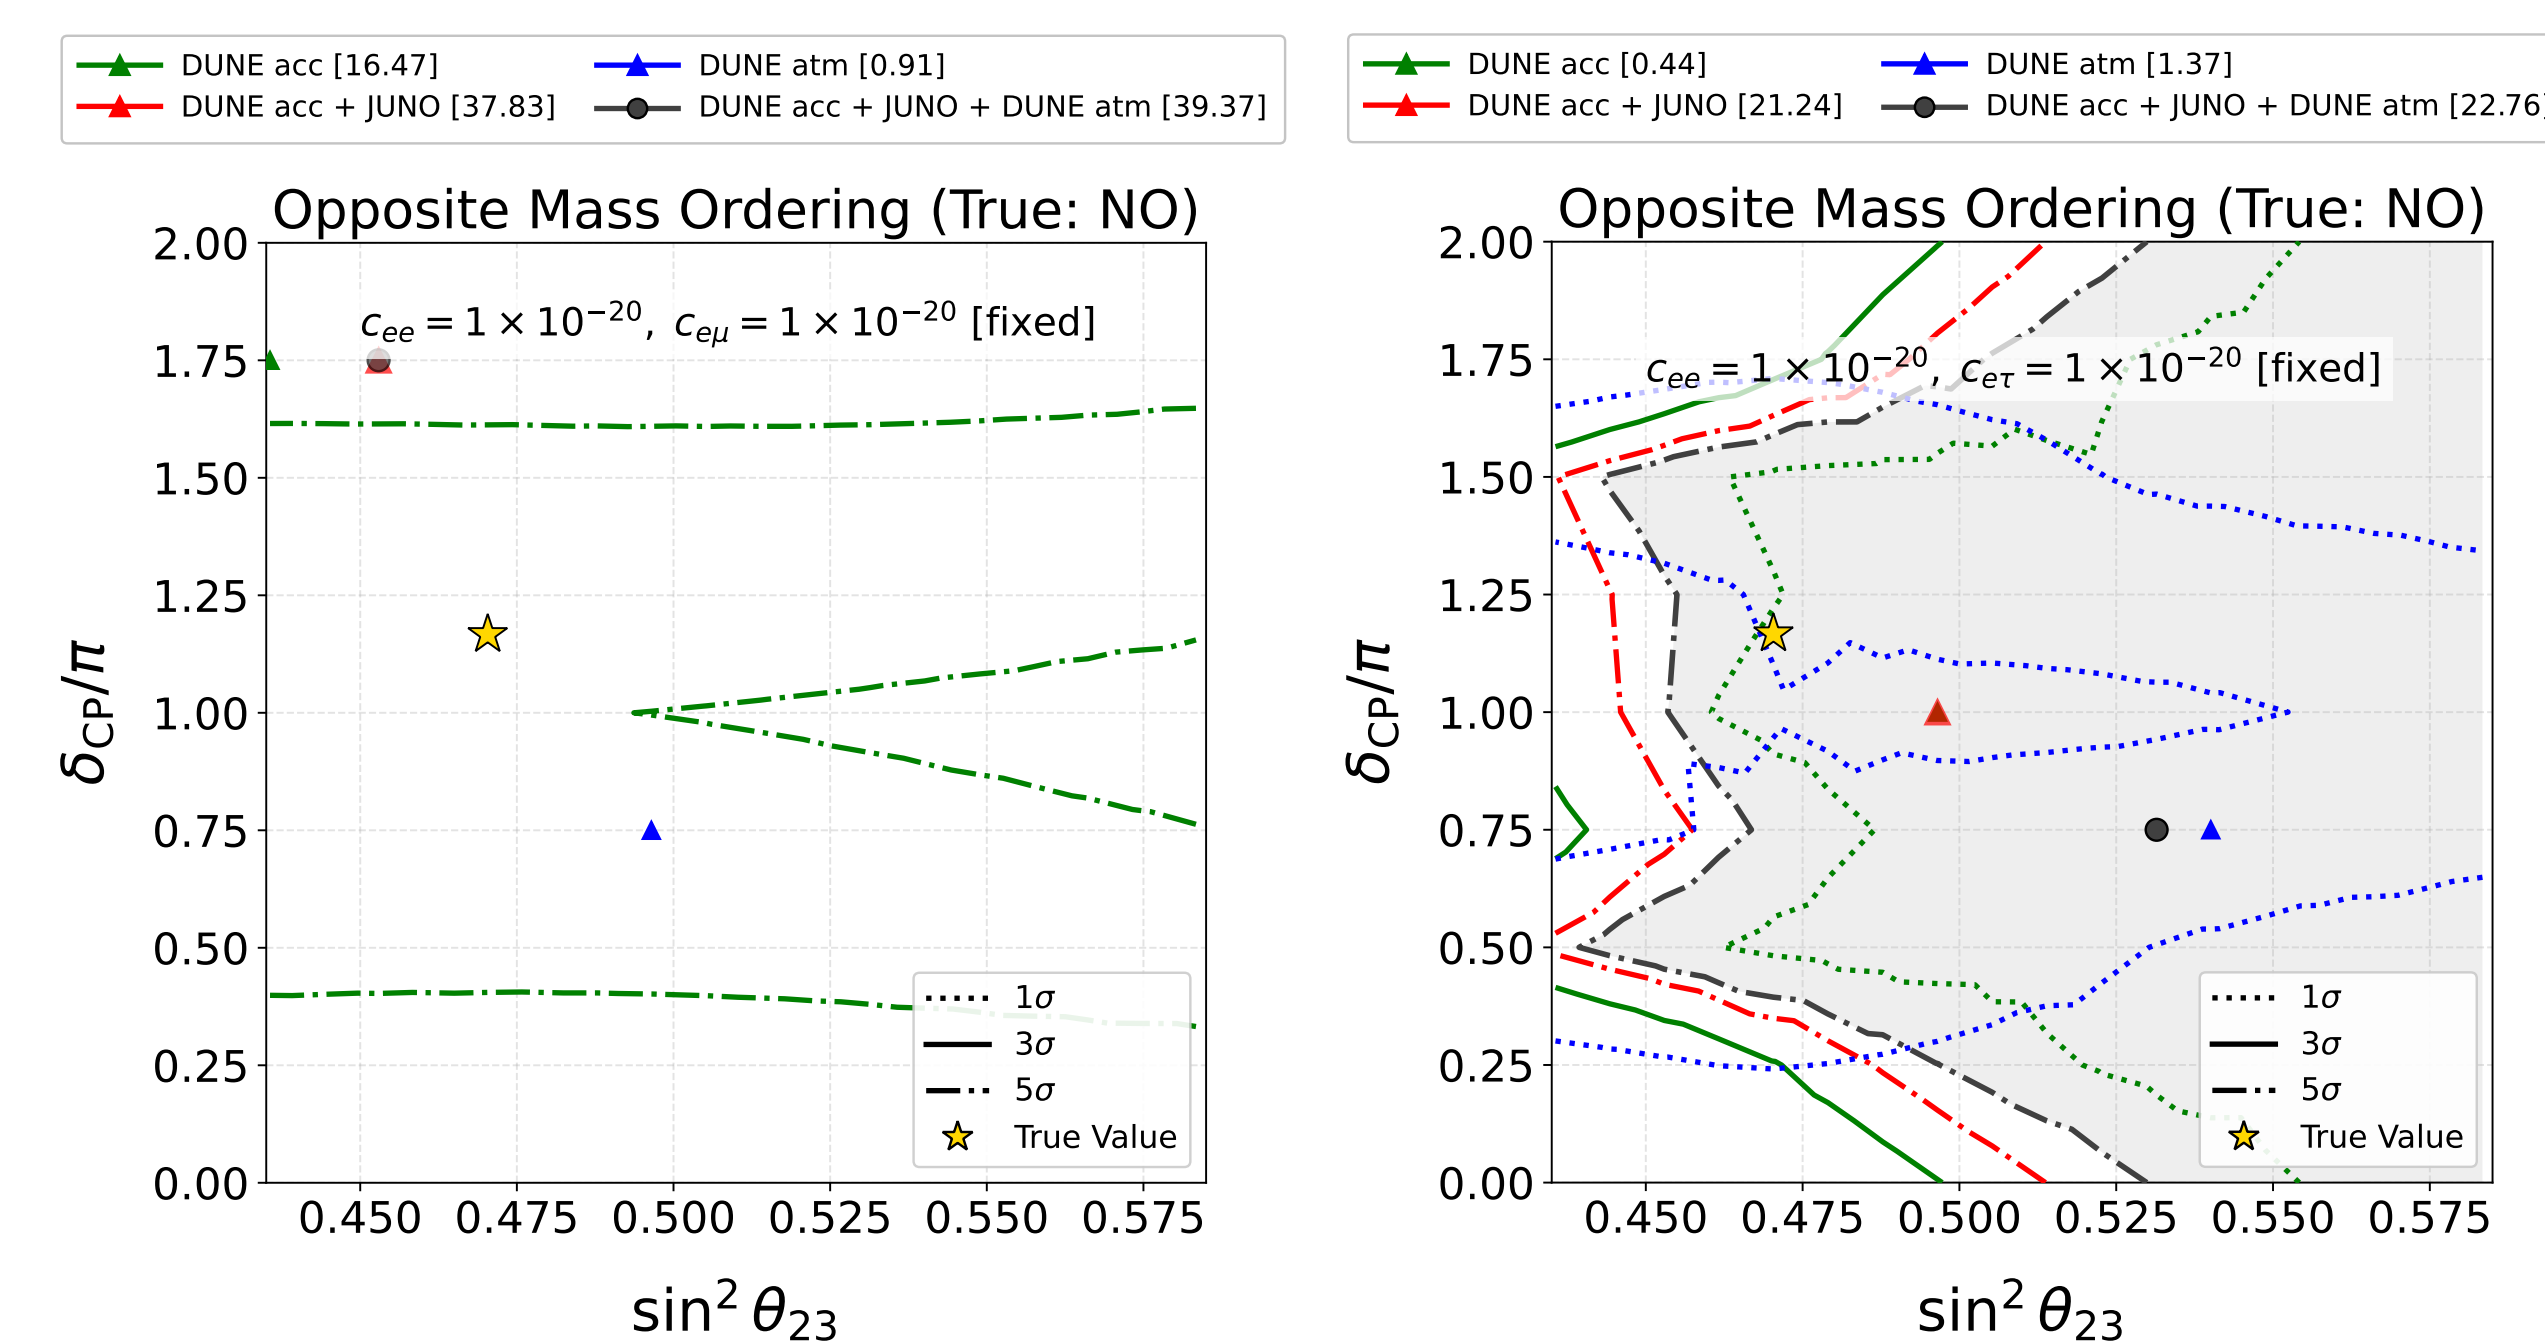 DUNE acc [16.47]
DUNE atm [0.91]
DUNE acc + JUNO [37.83]
DUNE acc + JUNO + DUNE atm [39.37]
Opposite Mass Ordering (True: NO)
2.00
1.75
1.50
1.25
1.00
0.75
0.50
0.25
0.00
δCP/π
c_ee = 1 × 10⁻²⁰, c_eμ = 1 × 10⁻²⁰ [fixed]
1σ
3σ
5σ
True Value
0.450 0.475 0.500 0.525 0.550 0.575
sin² θ₂₃
DUNE acc [0.44]
DUNE atm [1.37]
DUNE acc + JUNO [21.24]
DUNE acc + JUNO + DUNE atm [22.76]
Opposite Mass Ordering (True: NO)
2.00
1.75
1.50
1.25
1.00
0.75
0.50
0.25
0.00
δCP/π
c_ee = 1 × 10⁻²⁰, c_eτ = 1 × 10⁻²⁰ [fixed]
1σ
3σ
5σ
True Value
0.450 0.475 0.500 0.525 0.550 0.575
sin² θ₂₃